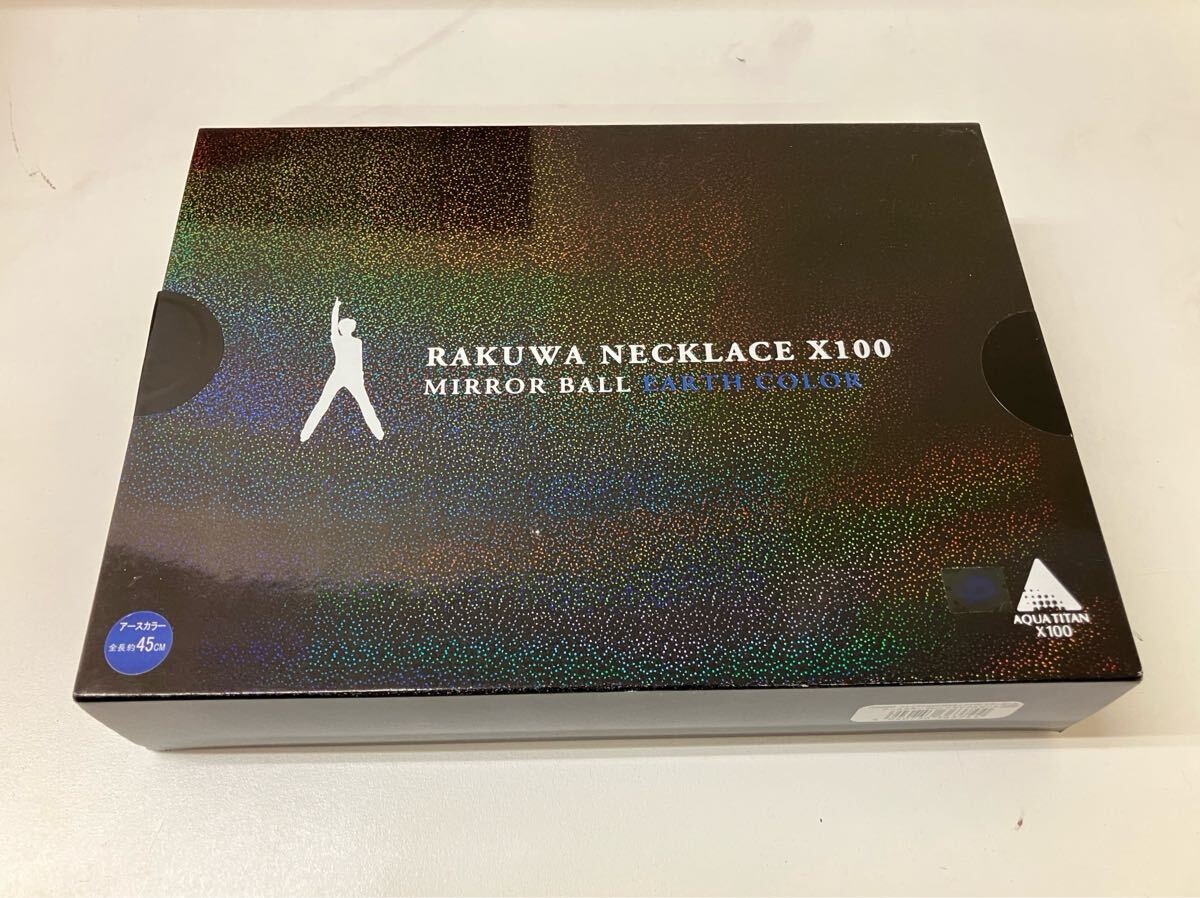 RAKUWA NECKLACE X100
MIRROR BALL EARTH COLOR
アースカラー
全長約45CM
AQUA TITAN
X100